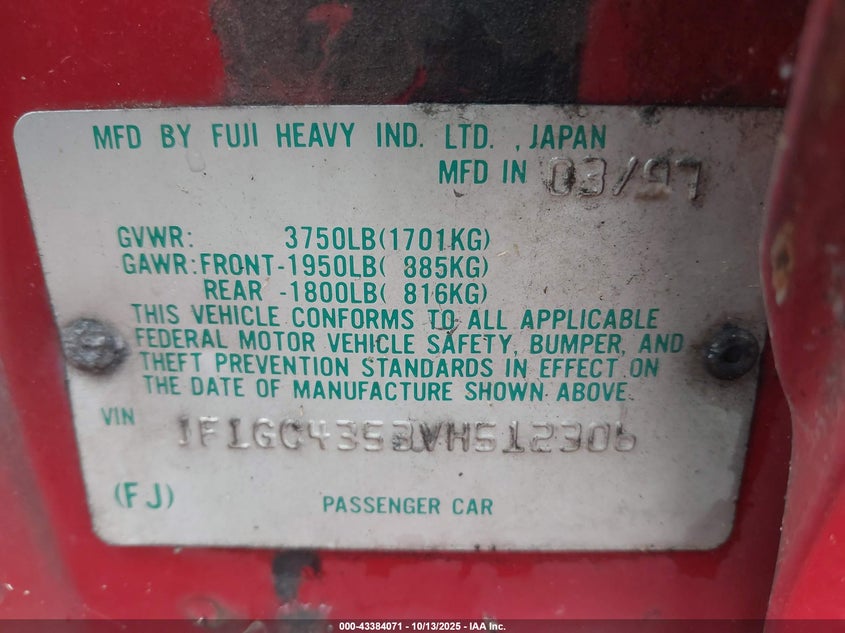 MFD BY FUJI HEAVY IND. LTD. , JAPAN
MFD IN 03/97
GVWR: 3750LB(1701KG)
GAWR:FRONT-1950LB( 885KG)
REAR -1800LB( 816KG)
THIS VEHICLE CONFORMS TO ALL APPLICABLE
FEDERAL MOTOR VEHICLE SAFETY, BUMPER, AND
THEFT PREVENTION STANDARDS IN EFFECT ON
THE DATE OF MANUFACTURE SHOWN ABOVE.
VIN JF1GC4353VH512306
(FJ) PASSENGER CAR
000-43384071 - 10/13/2025 - IAA Inc.